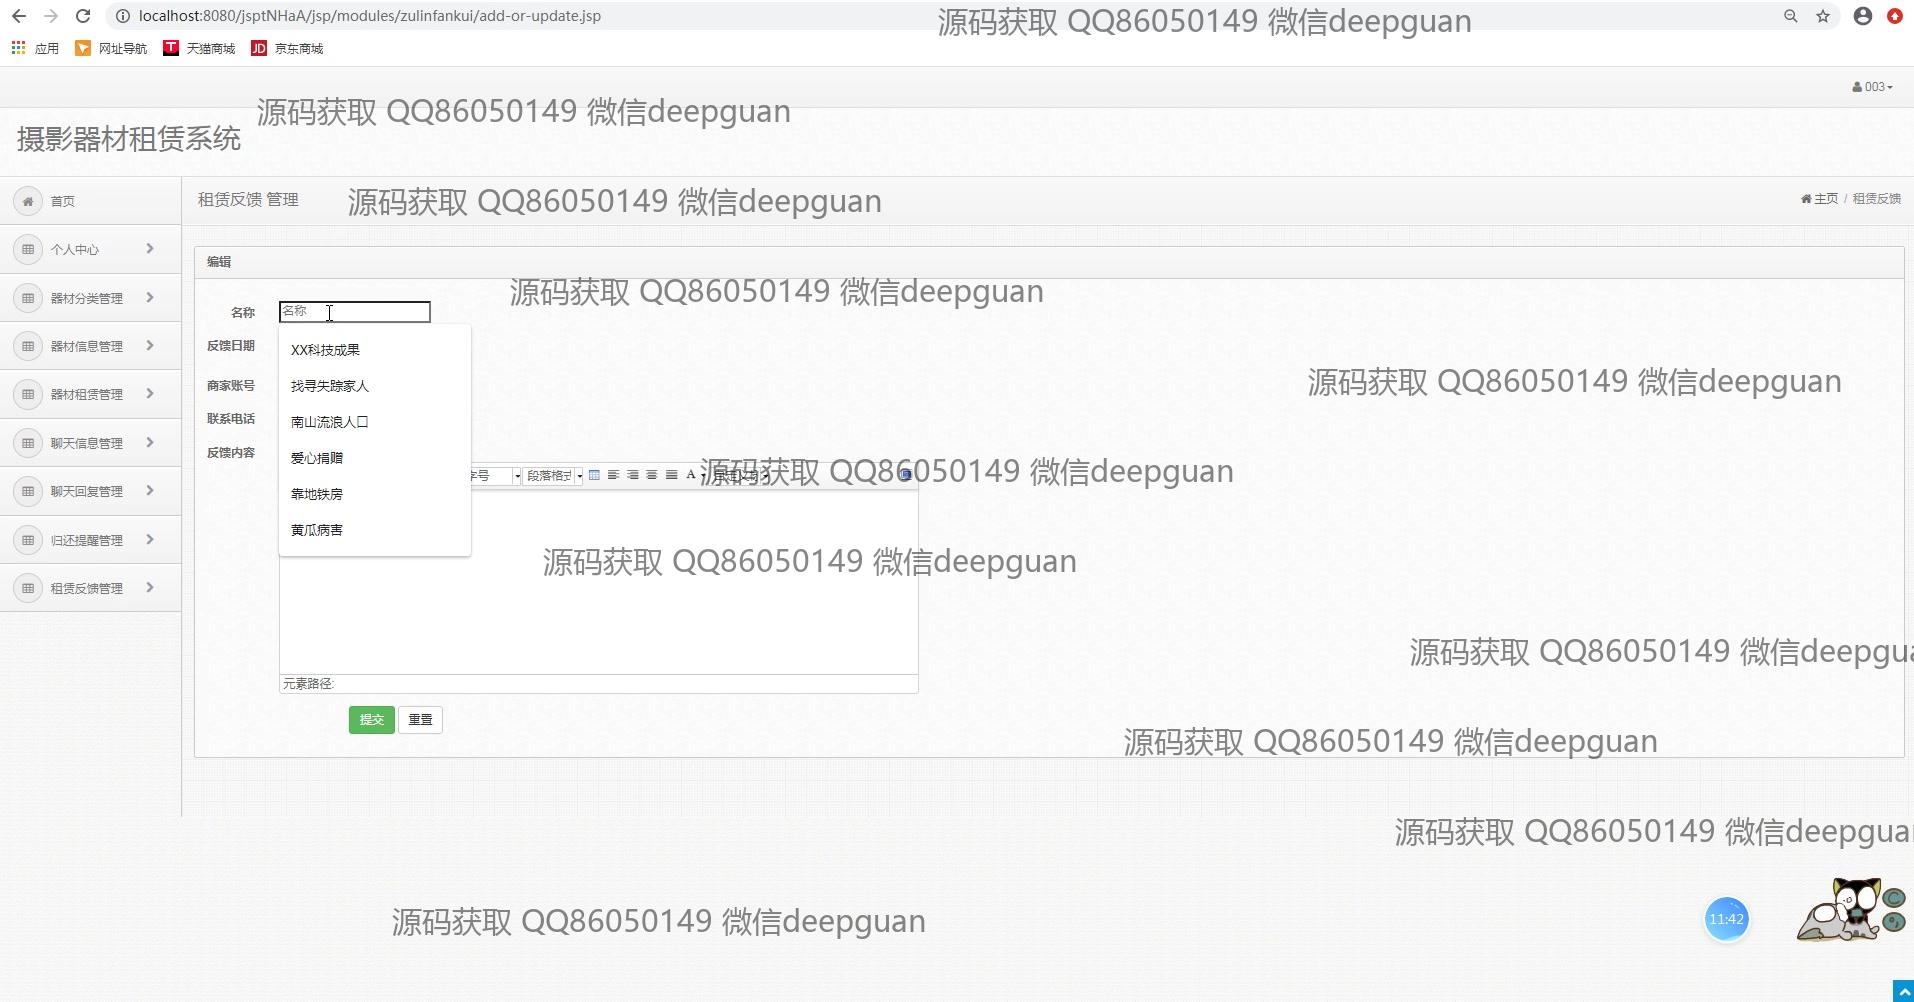 localhost:8080/jsptNHaA/jsp/modules/zulinfankui/add-or-update.jsp
源码获取 QQ86050149 微信deepguan
应用 网址导航 天猫商城 JD 京东商城
003
源码获取 QQ86050149 微信deepguan
摄影器材租赁系统
首页
租赁反馈 管理
源码获取 QQ86050149 微信deepguan
主页 / 租赁反馈
个人中心
器材分类管理
器材信息管理
器材租赁管理
聊天信息管理
聊天回复管理
归还提醒管理
租赁反馈管理
编辑
源码获取 QQ86050149 微信deepguan
名称 名称
反馈日期
商家账号
联系电话
反馈内容
XX科技成果
找寻失踪家人
南山流浪人口
爱心捐赠
靠地铁房
黄瓜病害
源码获取 QQ86050149 微信deepguan
字号 段落格式
源码获取 QQ86050149 微信deepguan
源码获取 QQ86050149 微信deepguan
源码获取 QQ86050149 微信deepgua
元素路径:
提交 重置
源码获取 QQ86050149 微信deepguan
源码获取 QQ86050149 微信deepguan
源码获取 QQ86050149 微信deepguan
11:42